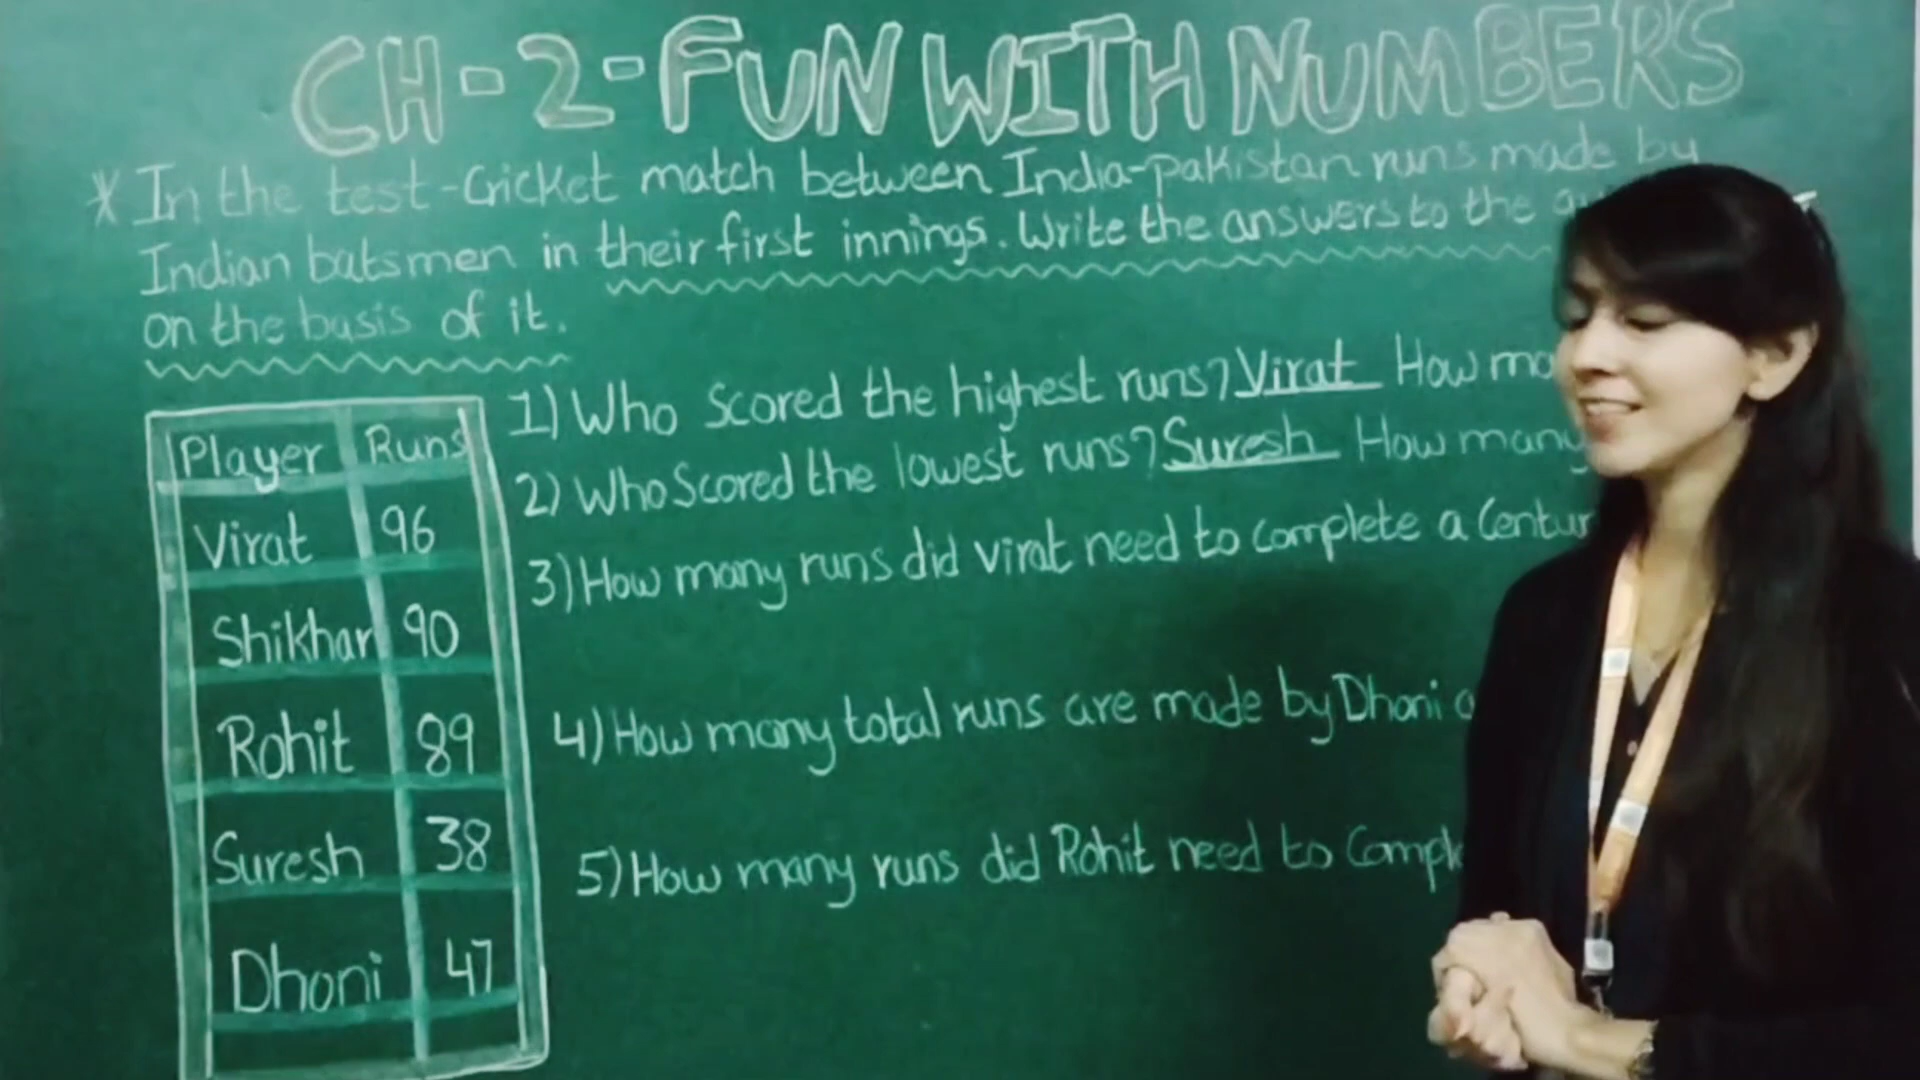 CH-2-FUN WITH NUMBERS
* In the test-Cricket match between India-pakistan runs made by
Indian batsmen in their first innings. Write the answers to the
on the basis of it.
Player Runs
Virat 96
Shikhar 90
Rohit 89
Suresh 38
Dhoni 47
1) Who Scored the highest runs? Virat How
2) Who Scored the lowest runs? Suresh How many
3) How many runs did virat need to complete a
4) How many total runs are made by Dhoni
5) How many runs did Rohit need to